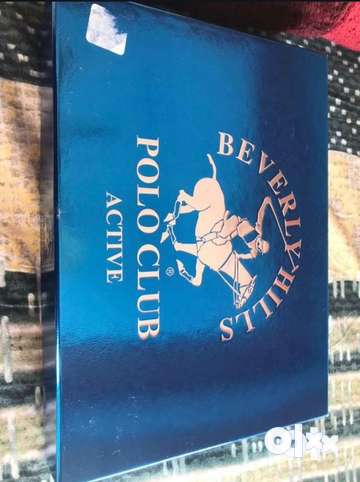 BEVERLY HILLS
POLO CLUB
®
ACTIVE
OLX